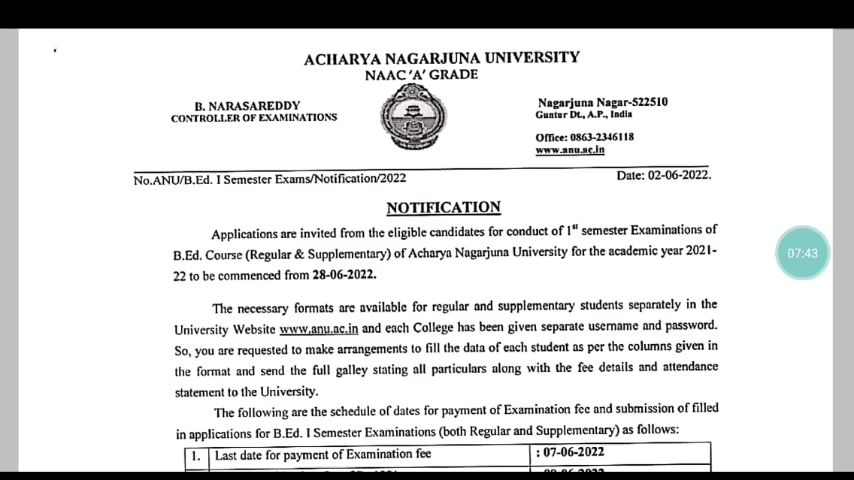 ACHARYA NAGARJUNA UNIVERSITY
NAAC 'A' GRADE
B. NARASAREDDY
CONTROLLER OF EXAMINATIONS
Nagarjuna Nagar-522510
Guntur Dt., A.P., India
Office: 0863-2346118
www.anu.ac.in
No.ANU/B.Ed. I Semester Exams/Notification/2022
Date: 02-06-2022.
NOTIFICATION
Applications are invited from the eligible candidates for conduct of 1st semester Examinations of
B.Ed. Course (Regular & Supplementary) of Acharya Nagarjuna University for the academic year 2021-
22 to be commenced from 28-06-2022.
07:43
The necessary formats are available for regular and supplementary students separately in the
University Website www.anu.ac.in and each College has been given separate username and password.
So, you are requested to make arrangements to fill the data of each student as per the columns given in
the format and send the full galley stating all particulars along with the fee details and attendance
statement to the University.
The following are the schedule of dates for payment of Examination fee and submission of filled
in applications for B.Ed. I Semester Examinations (both Regular and Supplementary) as follows:
1. Last date for payment of Examination fee : 07-06-2022